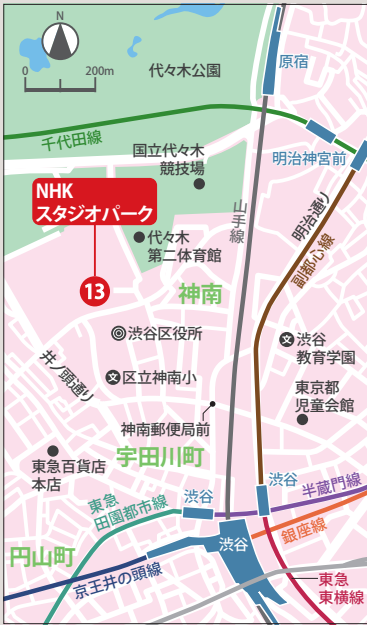 N
0 200m
代々木公園
原宿
千代田線
国立代々木
競技場
明治神宮前
NHK
スタジオパーク
山手線
明治通り
副都心線
代々木
第二体育館
13
神南
渋谷区役所
文 渋谷
教育学園
井ノ頭通り
文 区立神南小
東京都
児童会館
神南郵便局前
宇田川町
東急百貨店
本店
東急
田園都市線
渋谷
渋谷
半蔵門線
銀座線
渋谷
円山町
京王井の頭線
東急
東横線